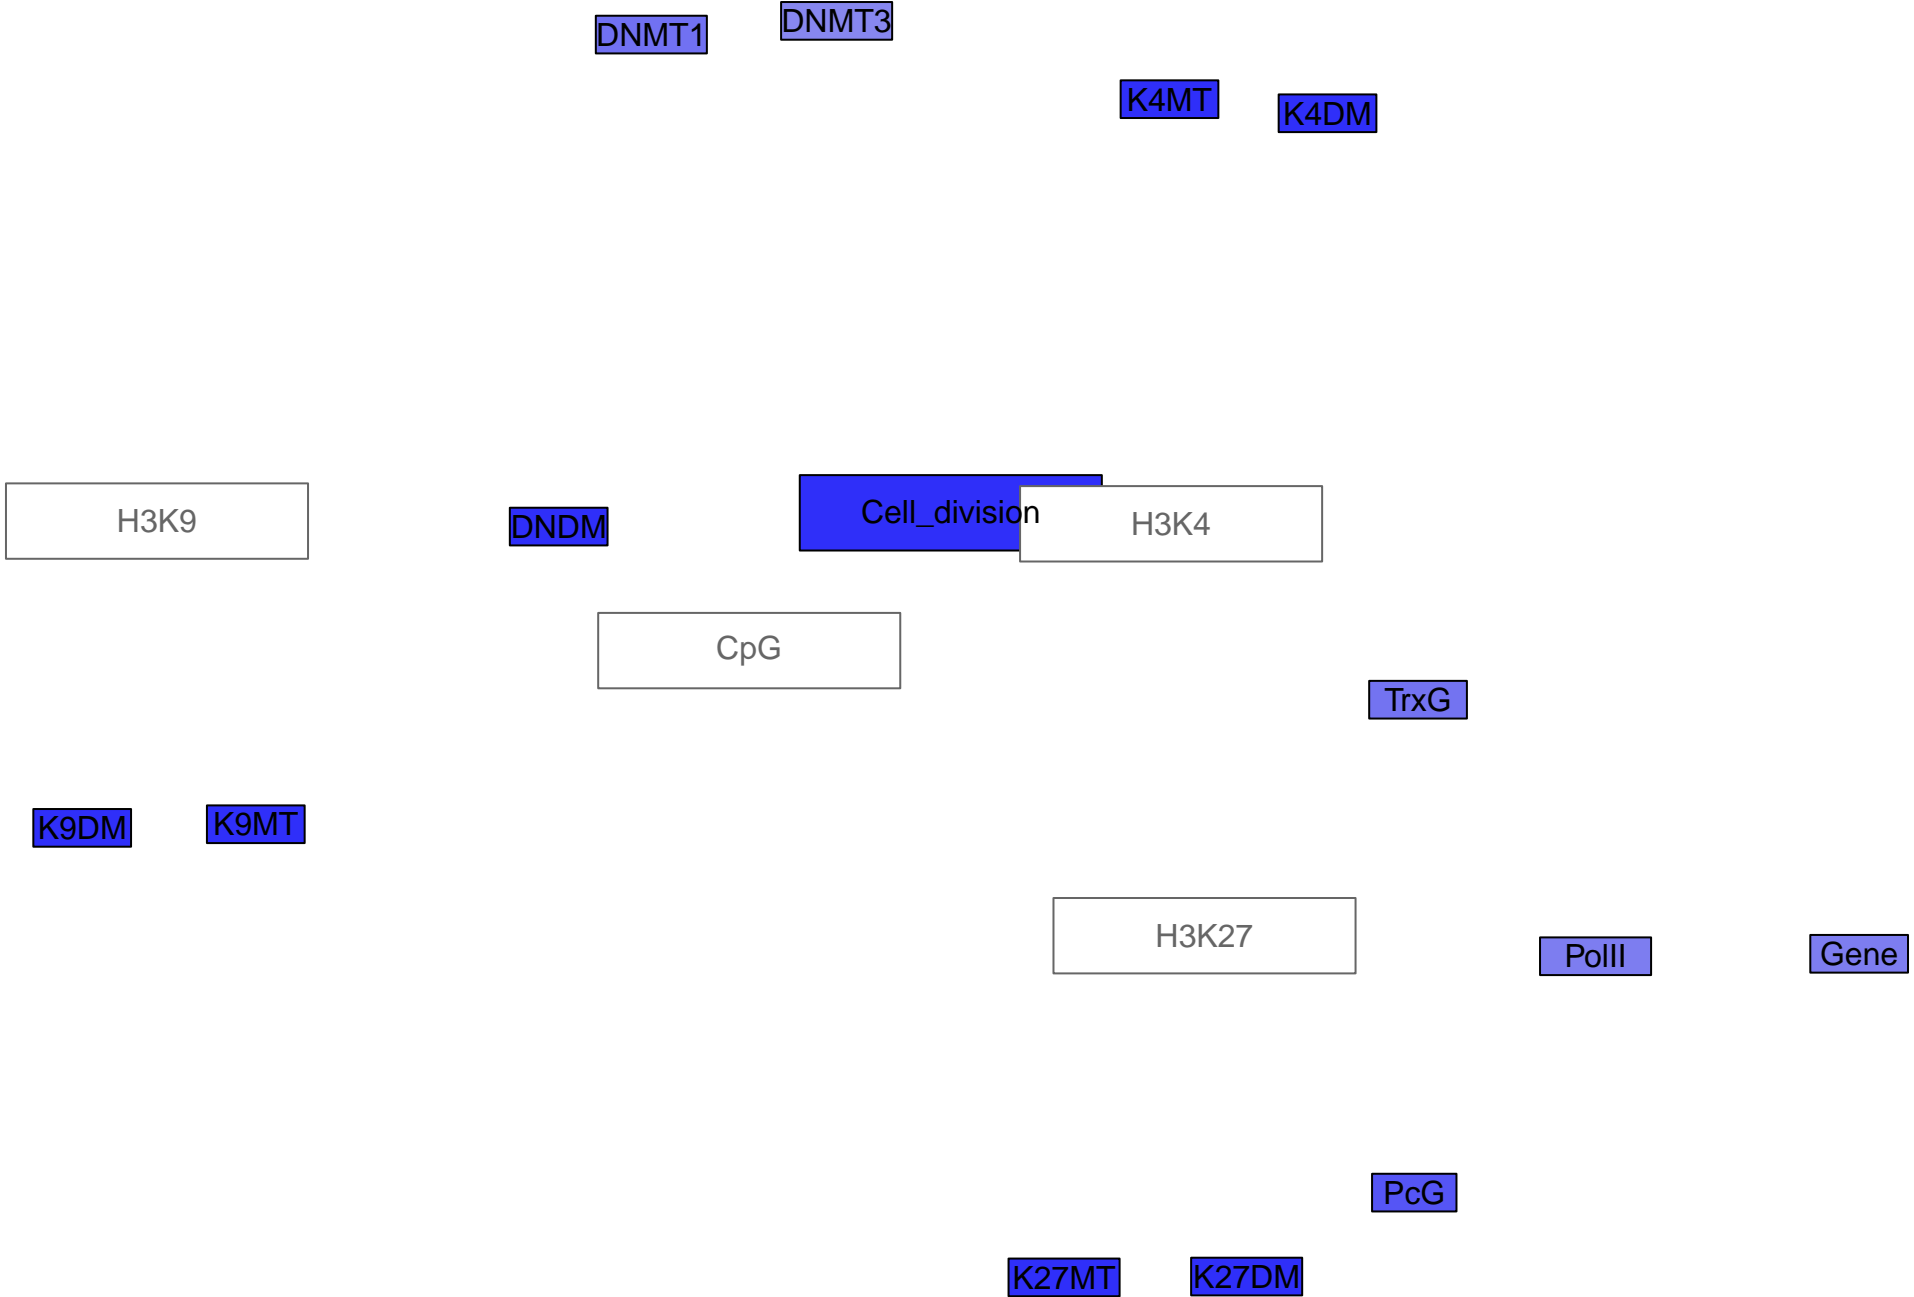 DNMT1
DNMT3
K4MT
K4DM
H3K9
DNDM
Cell_division
H3K4
CpG
TrxG
K9DM
K9MT
H3K27
PolII
Gene
PcG
K27MT
K27DM